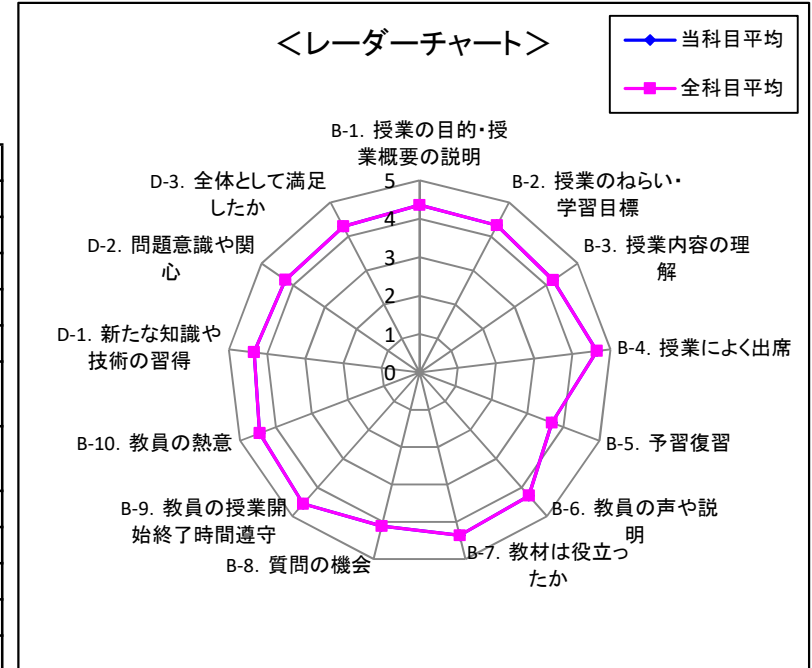 ＜レーダーチャート＞
当科目平均
全科目平均
B-1. 授業の目的・授
業概要の説明
B-2. 授業のねらい・
学習目標
B-3. 授業内容の理
解
B-4. 授業によく出席
B-5. 予習復習
B-6. 教員の声や説
明
B-7. 教材は役立っ
たか
B-8. 質問の機会
B-9. 教員の授業開
始終了時間遵守
B-10. 教員の熱意
D-1. 新たな知識や
技術の習得
D-2. 問題意識や関
心
D-3. 全体として満足
したか
5
4
3
2
1
0